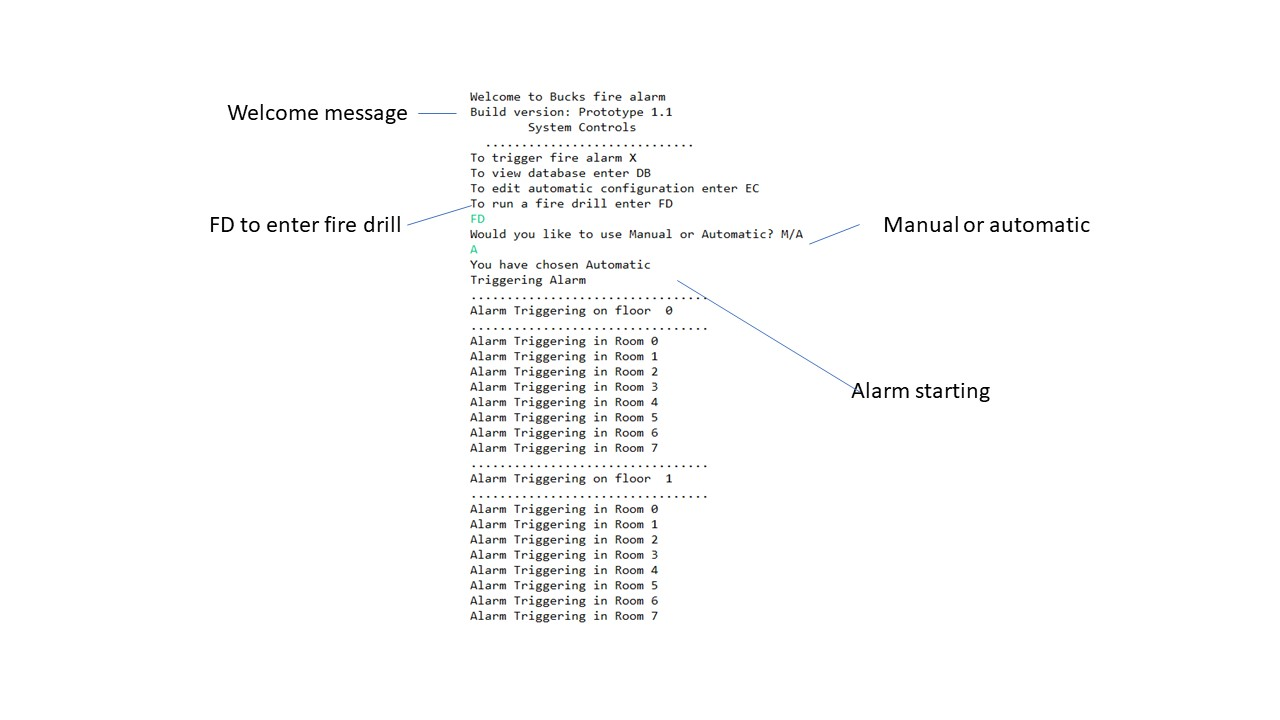 Welcome message
FD to enter fire drill
Welcome to Bucks fire alarm
Build version: Prototype 1.1
System Controls
.............................
To trigger fire alarm X
To view database enter DB
To edit automatic configuration enter EC
To run a fire drill enter FD
FD
Would you like to use Manual or Automatic? M/A
A
You have chosen Automatic
Triggering Alarm
.................................
Alarm Triggering on floor  0
.................................
Alarm Triggering in Room 0
Alarm Triggering in Room 1
Alarm Triggering in Room 2
Alarm Triggering in Room 3
Alarm Triggering in Room 4
Alarm Triggering in Room 5
Alarm Triggering in Room 6
Alarm Triggering in Room 7
.................................
Alarm Triggering on floor  1
.................................
Alarm Triggering in Room 0
Alarm Triggering in Room 1
Alarm Triggering in Room 2
Alarm Triggering in Room 3
Alarm Triggering in Room 4
Alarm Triggering in Room 5
Alarm Triggering in Room 6
Alarm Triggering in Room 7
Manual or automatic
Alarm starting